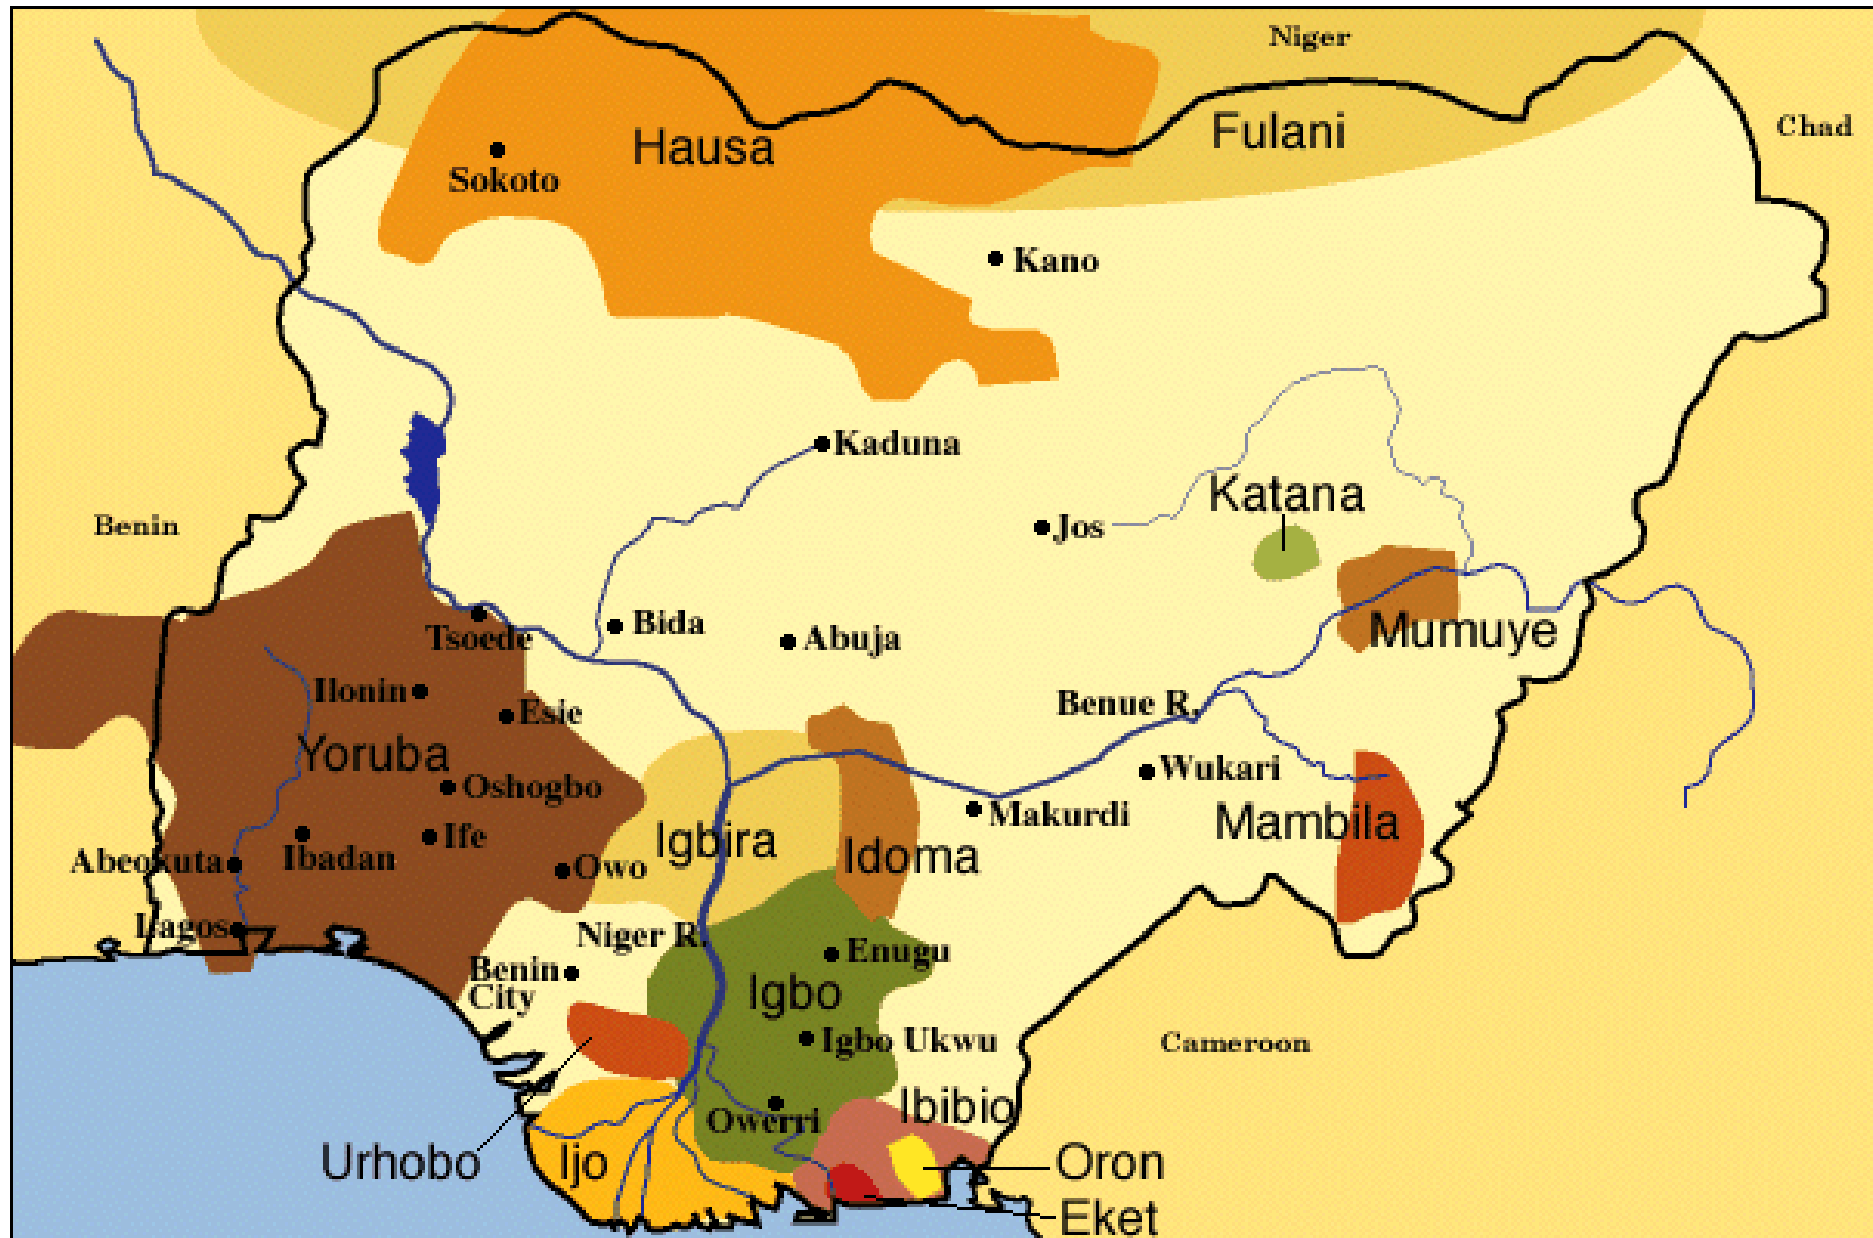 Niger
Chad
Fulani
Hausa
Sokoto
Kano
Kaduna
Katana
Jos
Benin
Bida
Abuja
Tsoede
Mumuye
Ilonin
Esie
Benue R.
Yoruba
Oshogbo
Wukari
Makurdi
Mambila
Igbira
Idoma
Ife
Ibadan
Abeokuta
Owo
Lagos
Niger R.
Enugu
Benin
City
Igbo
Igbo Ukwu
Cameroon
Ibibio
Owerri
Urhobo
Ijo
Oron
Eket